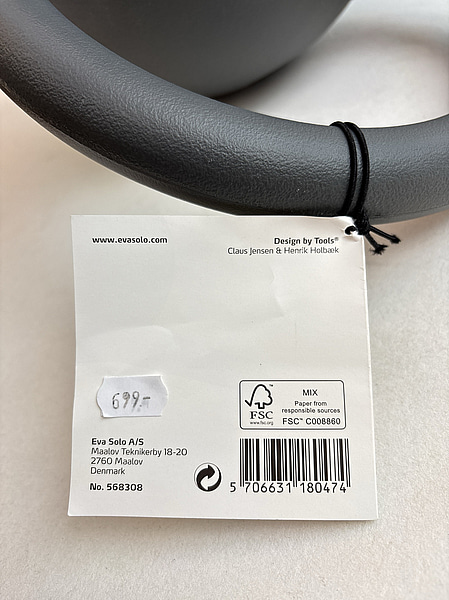 www.evasolo.com
Design by Tools®
Claus Jensen & Henrik Holbæk
699.-
FSC
www.fsc.org
MIX
Paper from
responsible sources
FSC™ C008860
Eva Solo A/S
Maalov Teknikerby 18-20
2760 Maalov
Denmark
No. 568308
5 706631 180474